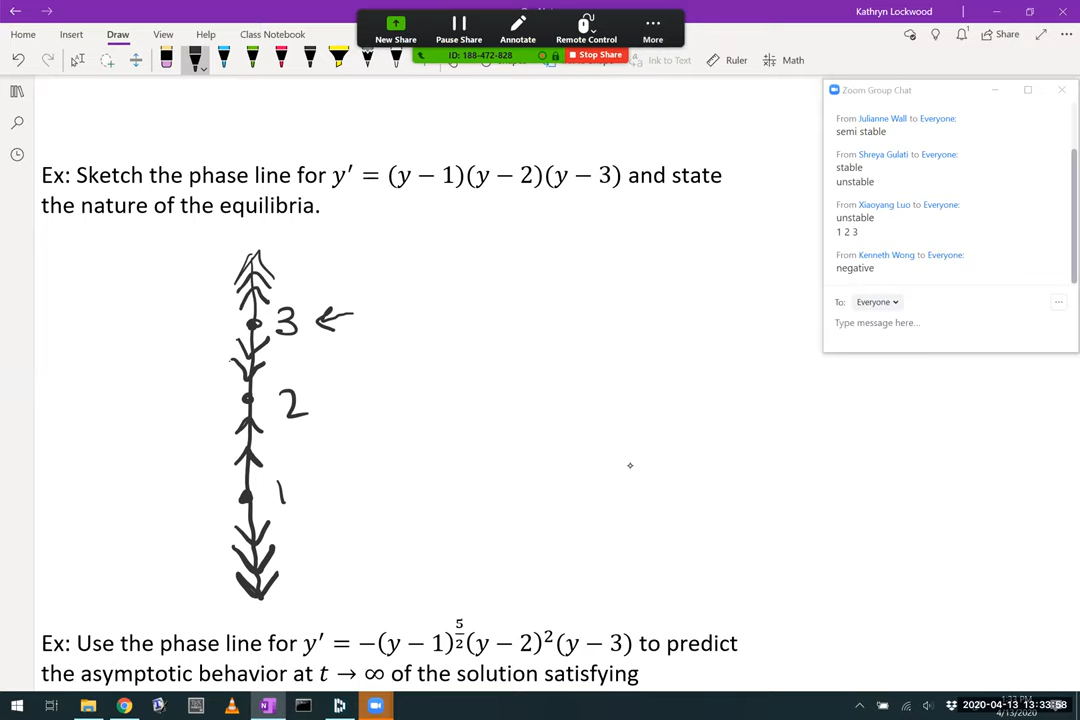 OneNote
Kathryn Lockwood
Home Insert Draw View Help Class Notebook
Share
New Share Pause Share Annotate Remote Control More
ID: 188-472-828 Stop Share
Ink to Text Ruler Math
Zoom Group Chat
From Julianne Wall to Everyone:
semi stable
From Shreya Gulati to Everyone:
stable
unstable
From Xiaoyang Luo to Everyone:
unstable
1 2 3
From Kenneth Wong to Everyone:
negative
To: Everyone
Type message here...
Ex: Sketch the phase line for y′ = (y − 1)(y − 2)(y − 3) and state
the nature of the equilibria.
3 ←
2
1
Ex: Use the phase line for y′ = −(y − 1)^(5/2)(y − 2)²(y − 3) to predict
the asymptotic behavior at t → ∞ of the solution satisfying
2020-04-13 13:33:58
4/13/2020